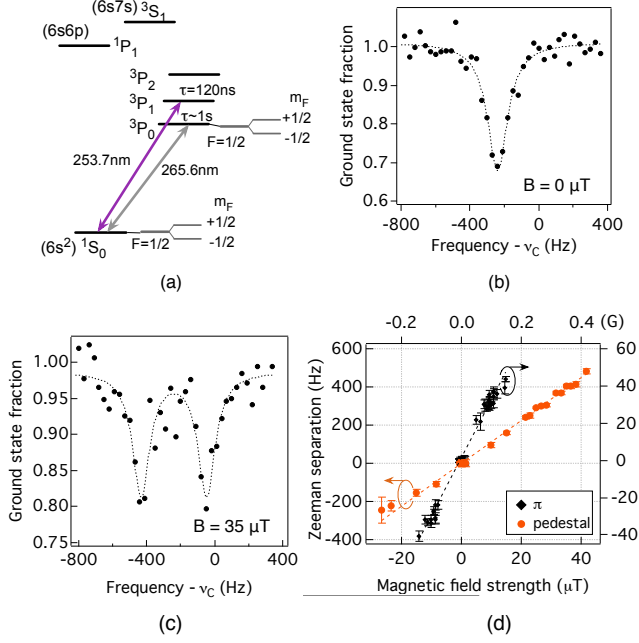 (6s7s) ³S₁
(6s6p)
¹P₁
³P₂
τ=120ns
³P₁
τ~1s
³P₀
F=1/2
m_F
+1/2
-1/2
253.7nm
265.6nm
m_F
+1/2
-1/2
(6s²) ¹S₀
F=1/2
(a)
Ground state fraction
1.0
0.9
0.8
0.7
0.6
B = 0 μT
-800
-400
0
400
Frequency - ν_C (Hz)
(b)
Ground state fraction
1.00
0.95
0.90
0.85
0.80
0.75
B = 35 μT
-800
-400
0
400
Frequency - ν_C (Hz)
(c)
-0.2
0.0
0.2
0.4
(G)
Zeeman separation (Hz)
600
400
200
0
-200
-400
60
40
20
0
-20
-40
π
pedestal
-20
0
20
40
Magnetic field strength (μT)
(d)